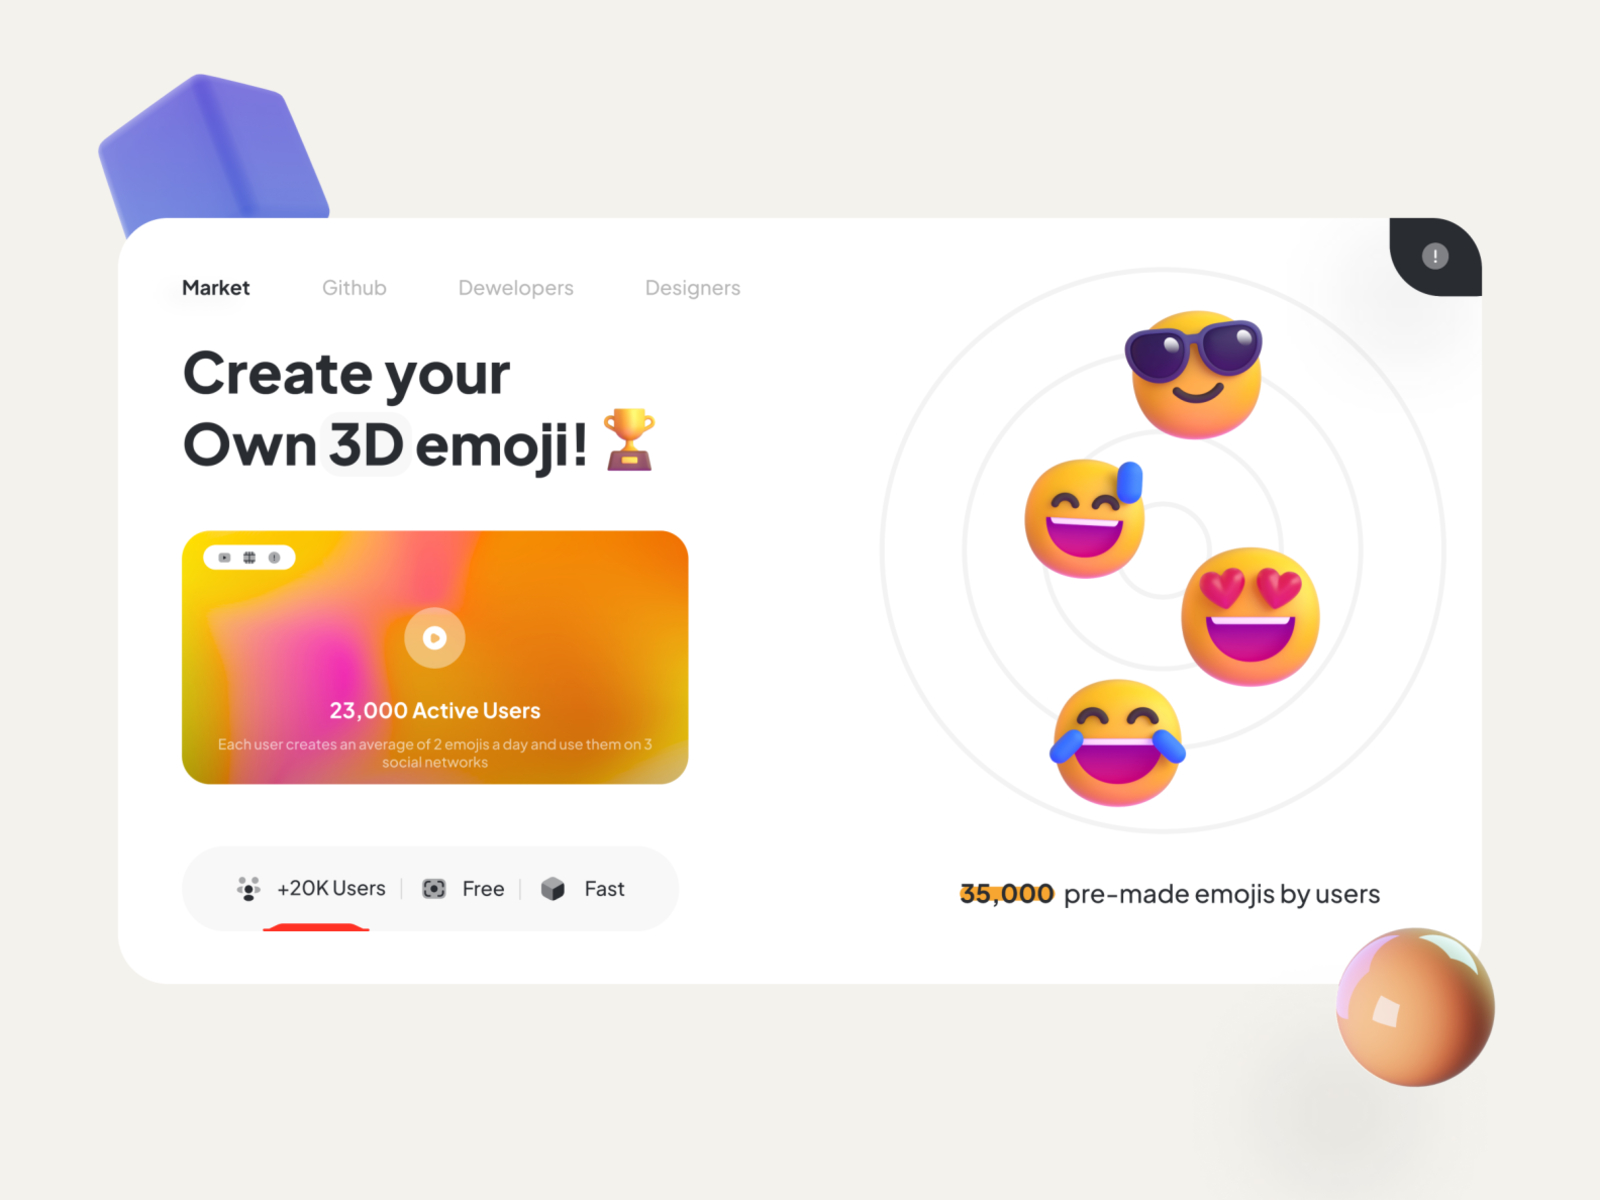 Market Github Dewelopers Designers
Create your
Own 3D emoji!
23,000 Active Users
Each user creates an average of 2 emojis a day and use them on 3
social networks
+20K Users Free Fast
35,000 pre-made emojis by users